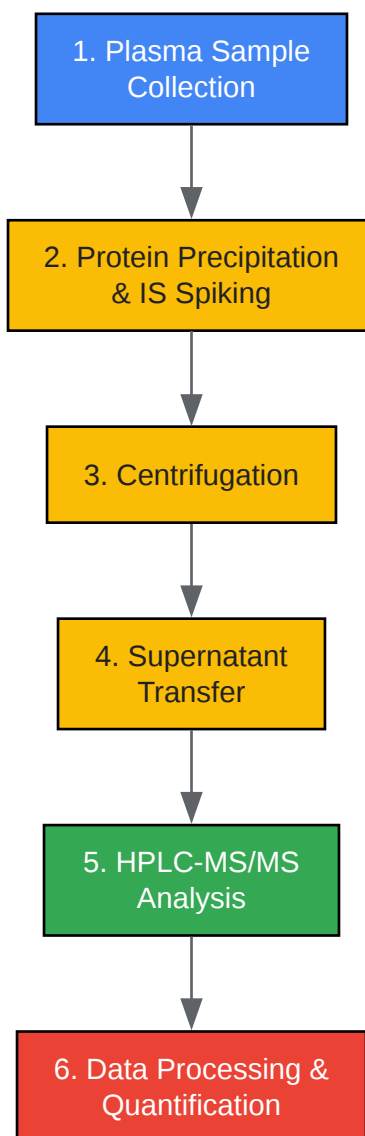 1. Plasma Sample
Collection
2. Protein Precipitation
& IS Spiking
3. Centrifugation
4. Supernatant
Transfer
5. HPLC-MS/MS
Analysis
6. Data Processing &
Quantification